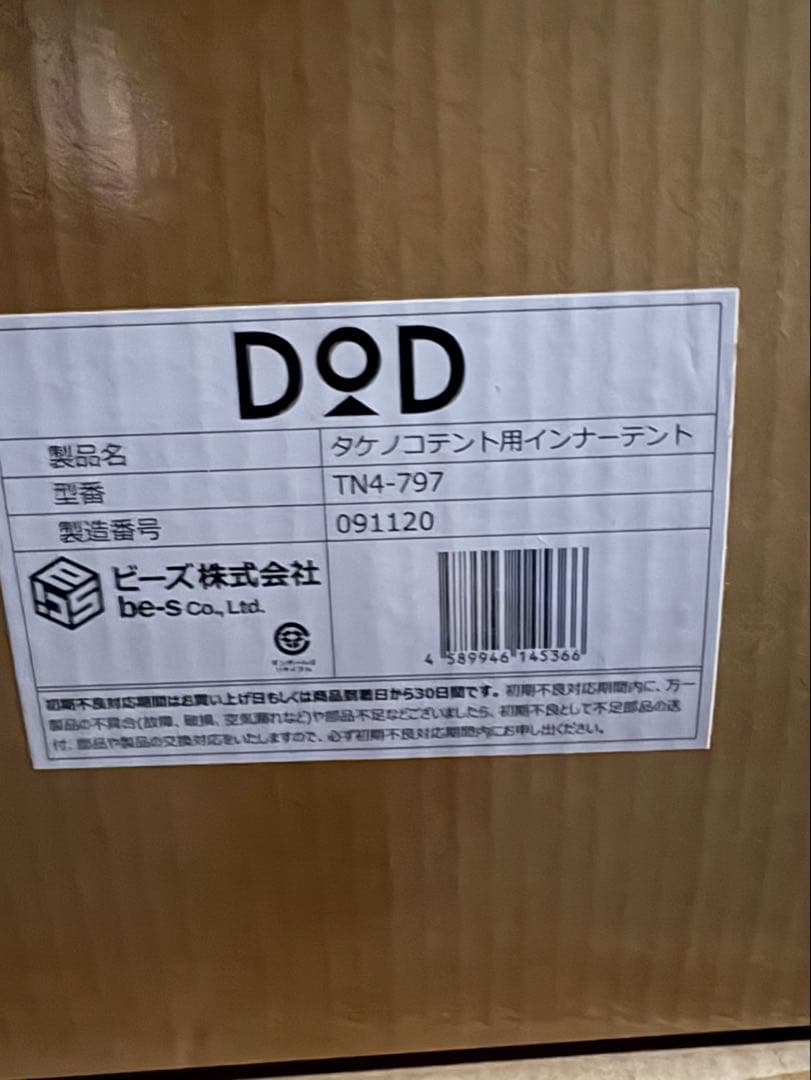 DOD
製品名 タケノコテント用インナーテント
型番 TN4-797
製造番号 091120
ビーズ株式会社
be-s Co., Ltd.
4 589946 145366
初期不良対応期間はお買い上げ日もしくは商品到着日から30日間です。初期不良対応期間内に、万一
製品の不具合(故障、破損、空気漏れなど)や部品不足などございましたら、初期不良として不足部品の送
付、部品や製品の交換対応をいたしますので、必ず初期不良対応期間内にお申し出ください。